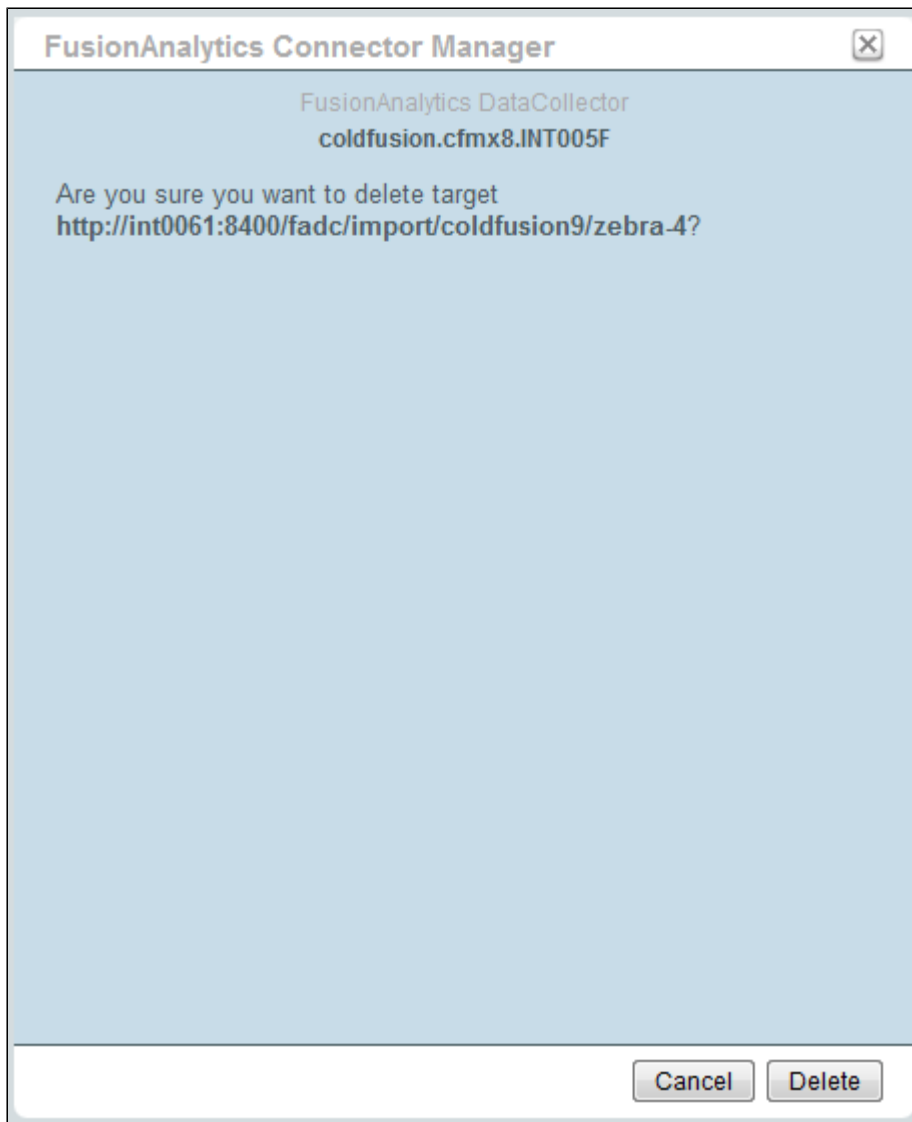 FusionAnalytics Connector Manager
FusionAnalytics DataCollector
coldfusion.cfmx8.INT005F
Are you sure you want to delete target
http://int0061:8400/fadc/import/coldfusion9/zebra-4?
Cancel Delete